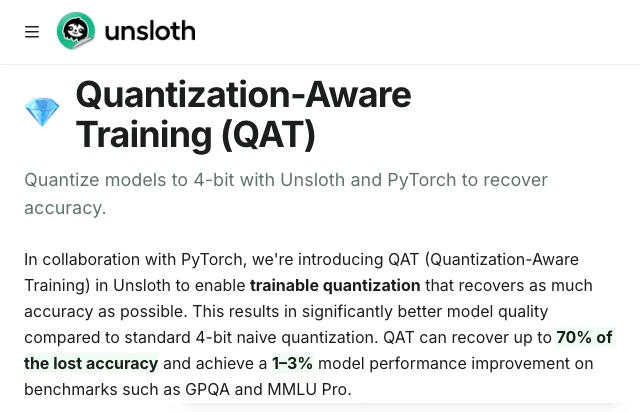 unsloth
Quantization-Aware
Training (QAT)
Quantize models to 4-bit with Unsloth and PyTorch to recover
accuracy.
In collaboration with PyTorch, we're introducing QAT (Quantization-Aware
Training) in Unsloth to enable trainable quantization that recovers as much
accuracy as possible. This results in significantly better model quality
compared to standard 4-bit naive quantization. QAT can recover up to 70% of
the lost accuracy and achieve a 1–3% model performance improvement on
benchmarks such as GPQA and MMLU Pro.